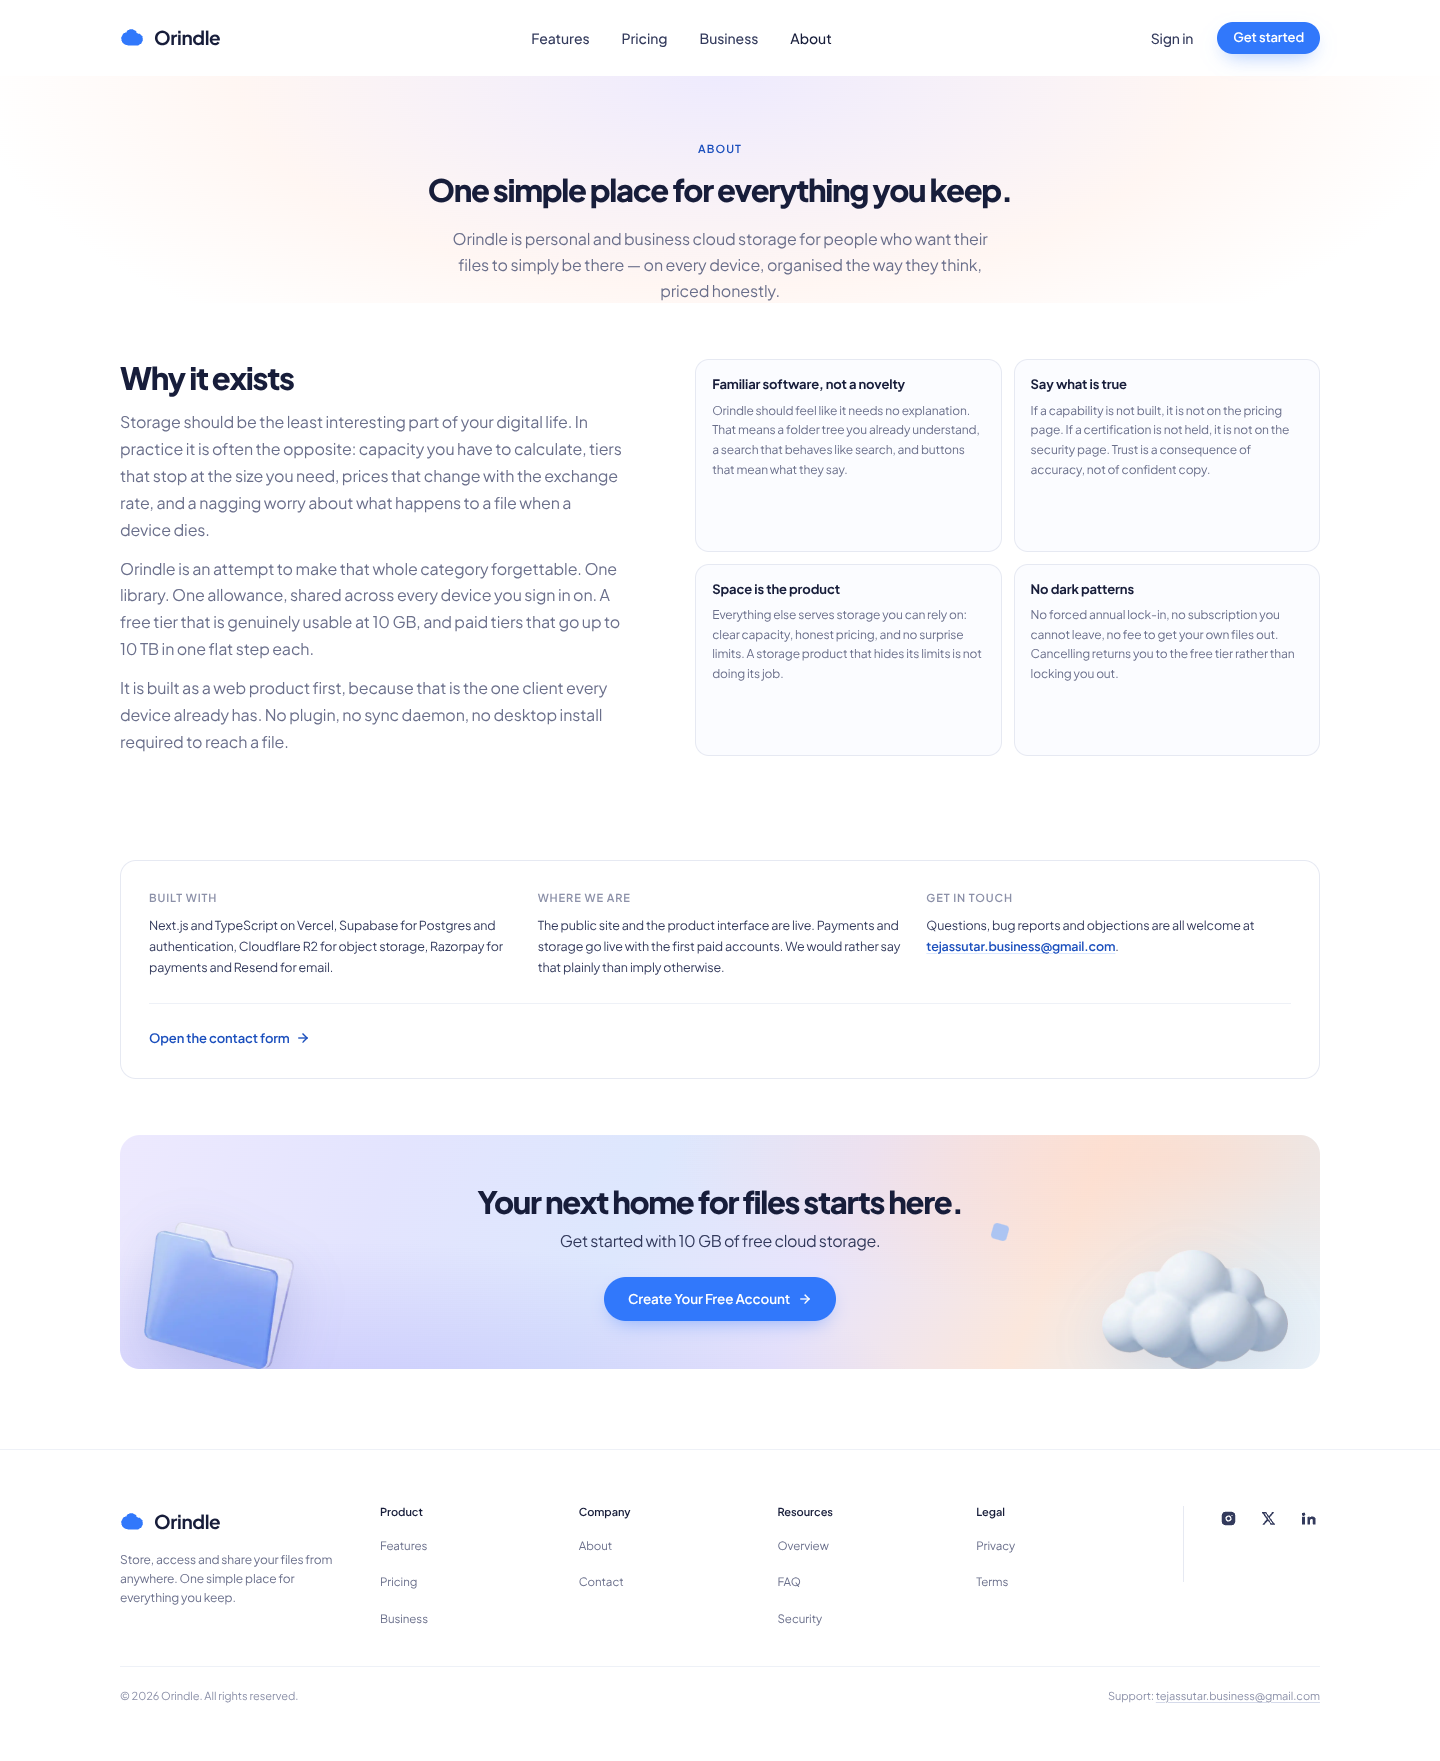 Orindle
Features
Pricing
Business
About
Sign in
Get started
ABOUT
One simple place for everything you keep.
Orindle is personal and business cloud storage for people who want their
files to simply be there — on every device, organised the way they think,
priced honestly.
Why it exists
Storage should be the least interesting part of your digital life. In
practice it is often the opposite: capacity you have to calculate, tiers
that stop at the size you need, prices that change with the exchange
rate, and a nagging worry about what happens to a file when a
device dies.
Orindle is an attempt to make that whole category forgettable. One
library. One allowance, shared across every device you sign in on. A
free tier that is genuinely usable at 10 GB, and paid tiers that go up to
10 TB in one flat step each.
It is built as a web product first, because that is the one client every
device already has. No plugin, no sync daemon, no desktop install
required to reach a file.
Familiar software, not a novelty
Orindle should feel like it needs no explanation.
That means a folder tree you already understand,
a search that behaves like search, and buttons
that mean what they say.
Say what is true
If a capability is not built, it is not on the pricing
page. If a certification is not held, it is not on the
security page. Trust is a consequence of
accuracy, not of confident copy.
Space is the product
Everything else serves storage you can rely on:
clear capacity, honest pricing, and no surprise
limits. A storage product that hides its limits is not
doing its job.
No dark patterns
No forced annual lock-in, no subscription you
cannot leave, no fee to get your own files out.
Cancelling returns you to the free tier rather than
locking you out.
BUILT WITH
Next.js and TypeScript on Vercel, Supabase for Postgres and
authentication, Cloudflare R2 for object storage, Razorpay for
payments and Resend for email.
WHERE WE ARE
The public site and the product interface are live. Payments and
storage go live with the first paid accounts. We would rather say
that plainly than imply otherwise.
GET IN TOUCH
Questions, bug reports and objections are all welcome at
tejassutar.business@gmail.com.
Open the contact form
Your next home for files starts here.
Get started with 10 GB of free cloud storage.
Create Your Free Account
Orindle
Store, access and share your files from
anywhere. One simple place for
everything you keep.
Product
Features
Pricing
Business
Company
About
Contact
Resources
Overview
FAQ
Security
Legal
Privacy
Terms
© 2026 Orindle. All rights reserved.
Support: tejassutar.business@gmail.com